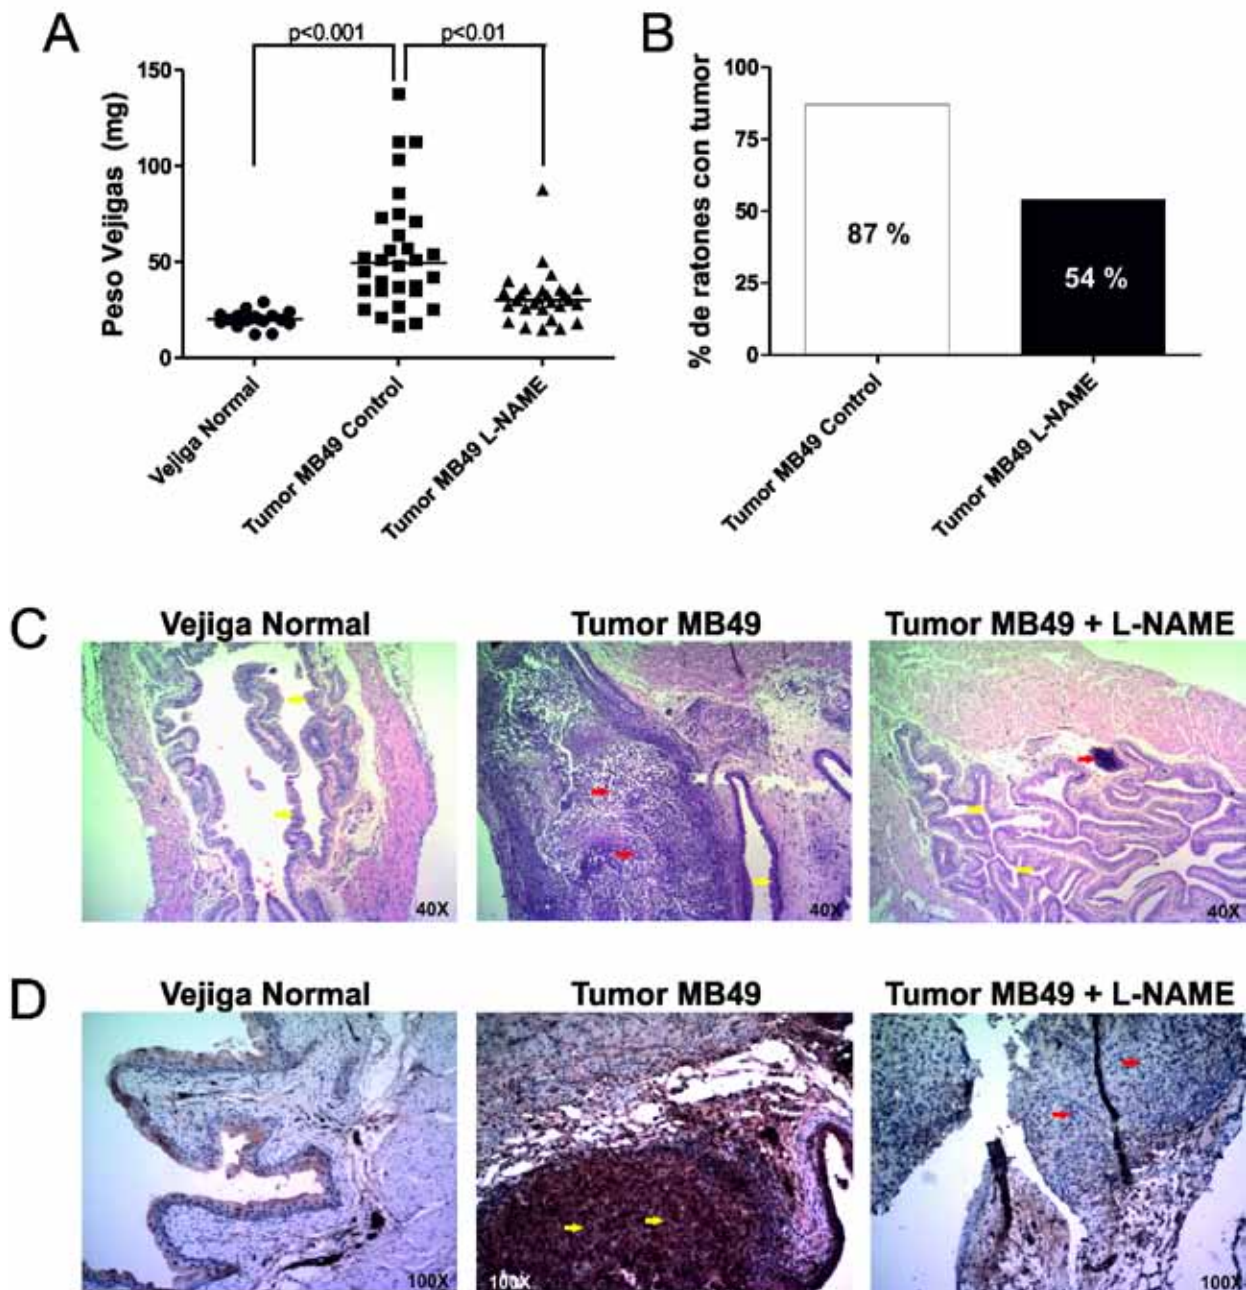 A
p<0.001
p<0.01
Peso Vejigas (mg)
150
100
50
0
Vejiga Normal
Tumor MB49 Control
Tumor MB49 L-NAME
B
% de ratones con tumor
100
75
50
25
0
87 %
54 %
Tumor MB49 Control
Tumor MB49 L-NAME
C
Vejiga Normal
Tumor MB49
Tumor MB49 + L-NAME
40X
40X
40X
D
Vejiga Normal
Tumor MB49
Tumor MB49 + L-NAME
100X
100X
100X